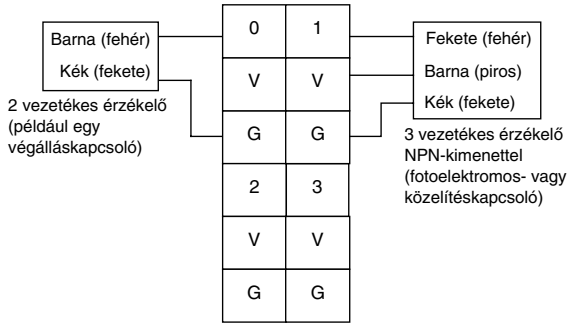 Barna (fehér)
Kék (fekete)
2 vezetékes érzékelő
(például egy
végálláskapcsoló)
0 1
V V
G G
2 3
V V
G G
Fekete (fehér)
Barna (piros)
Kék (fekete)
3 vezetékes érzékelő
NPN-kimenettel
(fotoelektromos- vagy
közelítéskapcsoló)